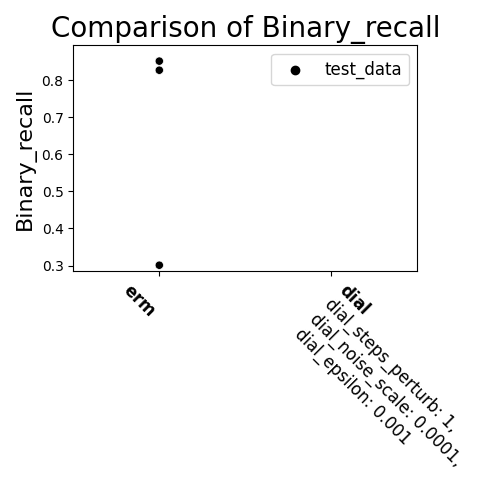 Comparison of Binary_recall
test_data
Binary_recall
0.8
0.7
0.6
0.5
0.4
0.3
erm
dial
dial_steps_perturb: 1,
dial_noise_scale: 0.0001,
dial_epsilon: 0.001